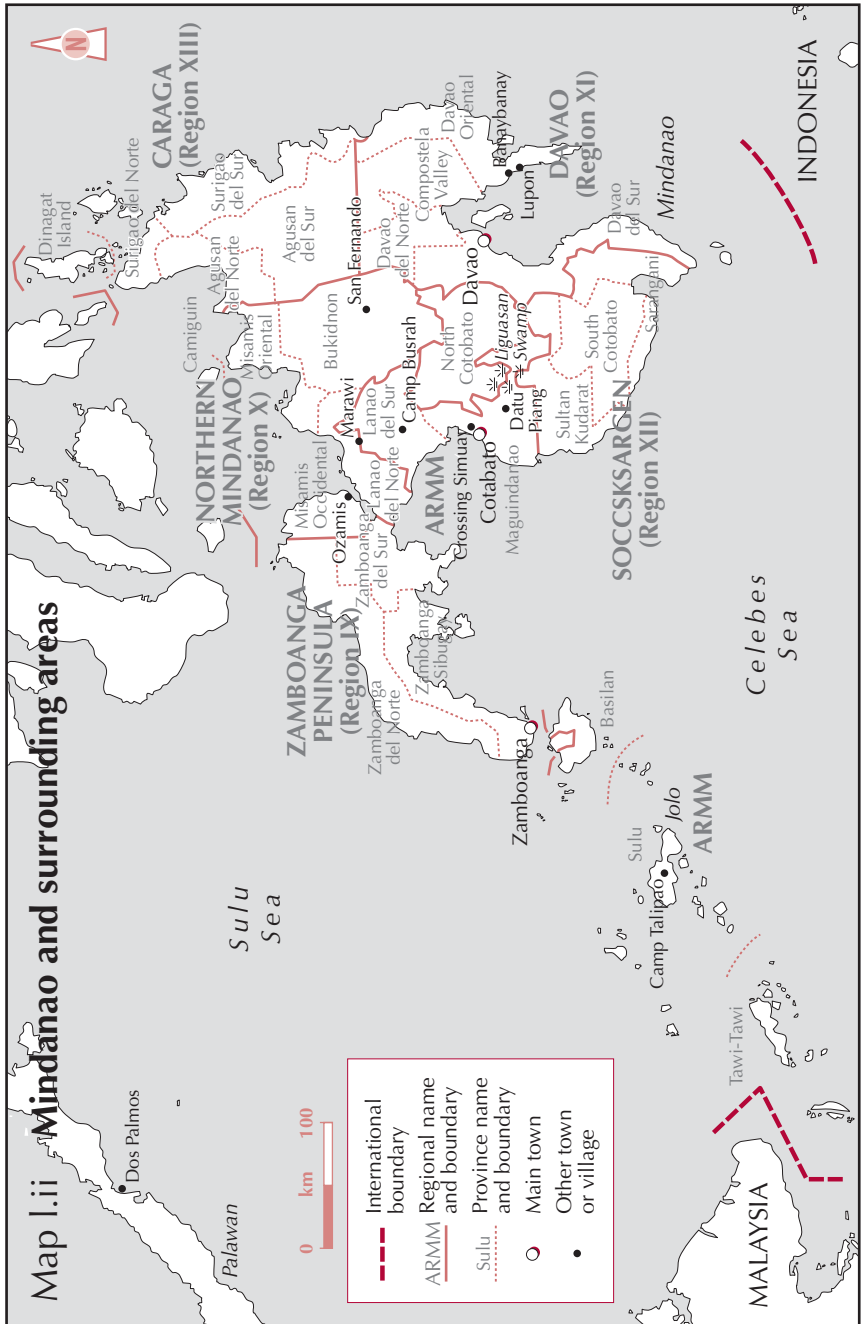 Map I.ii Mindanao and surrounding areas
N
Dinagat
Island
Surigao del Norte
CARAGA
(Region XIII)
Surigao
del Sur
Camiguin
Agusan
del Norte
Misamis
Oriental
Agusan
del Sur
NORTHERN
MINDANAO
(Region X)
Bukidnon
San Fernando
Davao
del Norte
Compostela
Valley
Davao
Oriental
Banaybanay
Lupon
DAVAO
(Region XI)
Misamis
Occidental
Ozamis
Marawi
Lanao
del Sur
Lanao
del Norte
Camp Busrah
ZAMBOANGA
PENINSULA
(Region IX)
Zamboanga
del Sur
Zamboanga
del Norte
Zamboanga
Sibugay
ARMM
Crossing Simuay
Cotabato
Maguindanao
North
Cotobato
Davao
Liguasan
Swamp
Datu
Piang
Sultan
Kudarat
South
Cotobato
Sarangani
Davao
del Sur
Mindanao
SOCCSKSARGEN
(Region XII)
Zamboanga
Basilan
Sulu
Sea
Celebes
Sea
Sulu
Jolo
Camp Talipao
ARMM
Tawi-Tawi
INDONESIA
MALAYSIA
Dos Palmos
Palawan
0 km 100
International
boundary
ARMM Regional name
and boundary
Sulu Province name
and boundary
Main town
Other town
or village